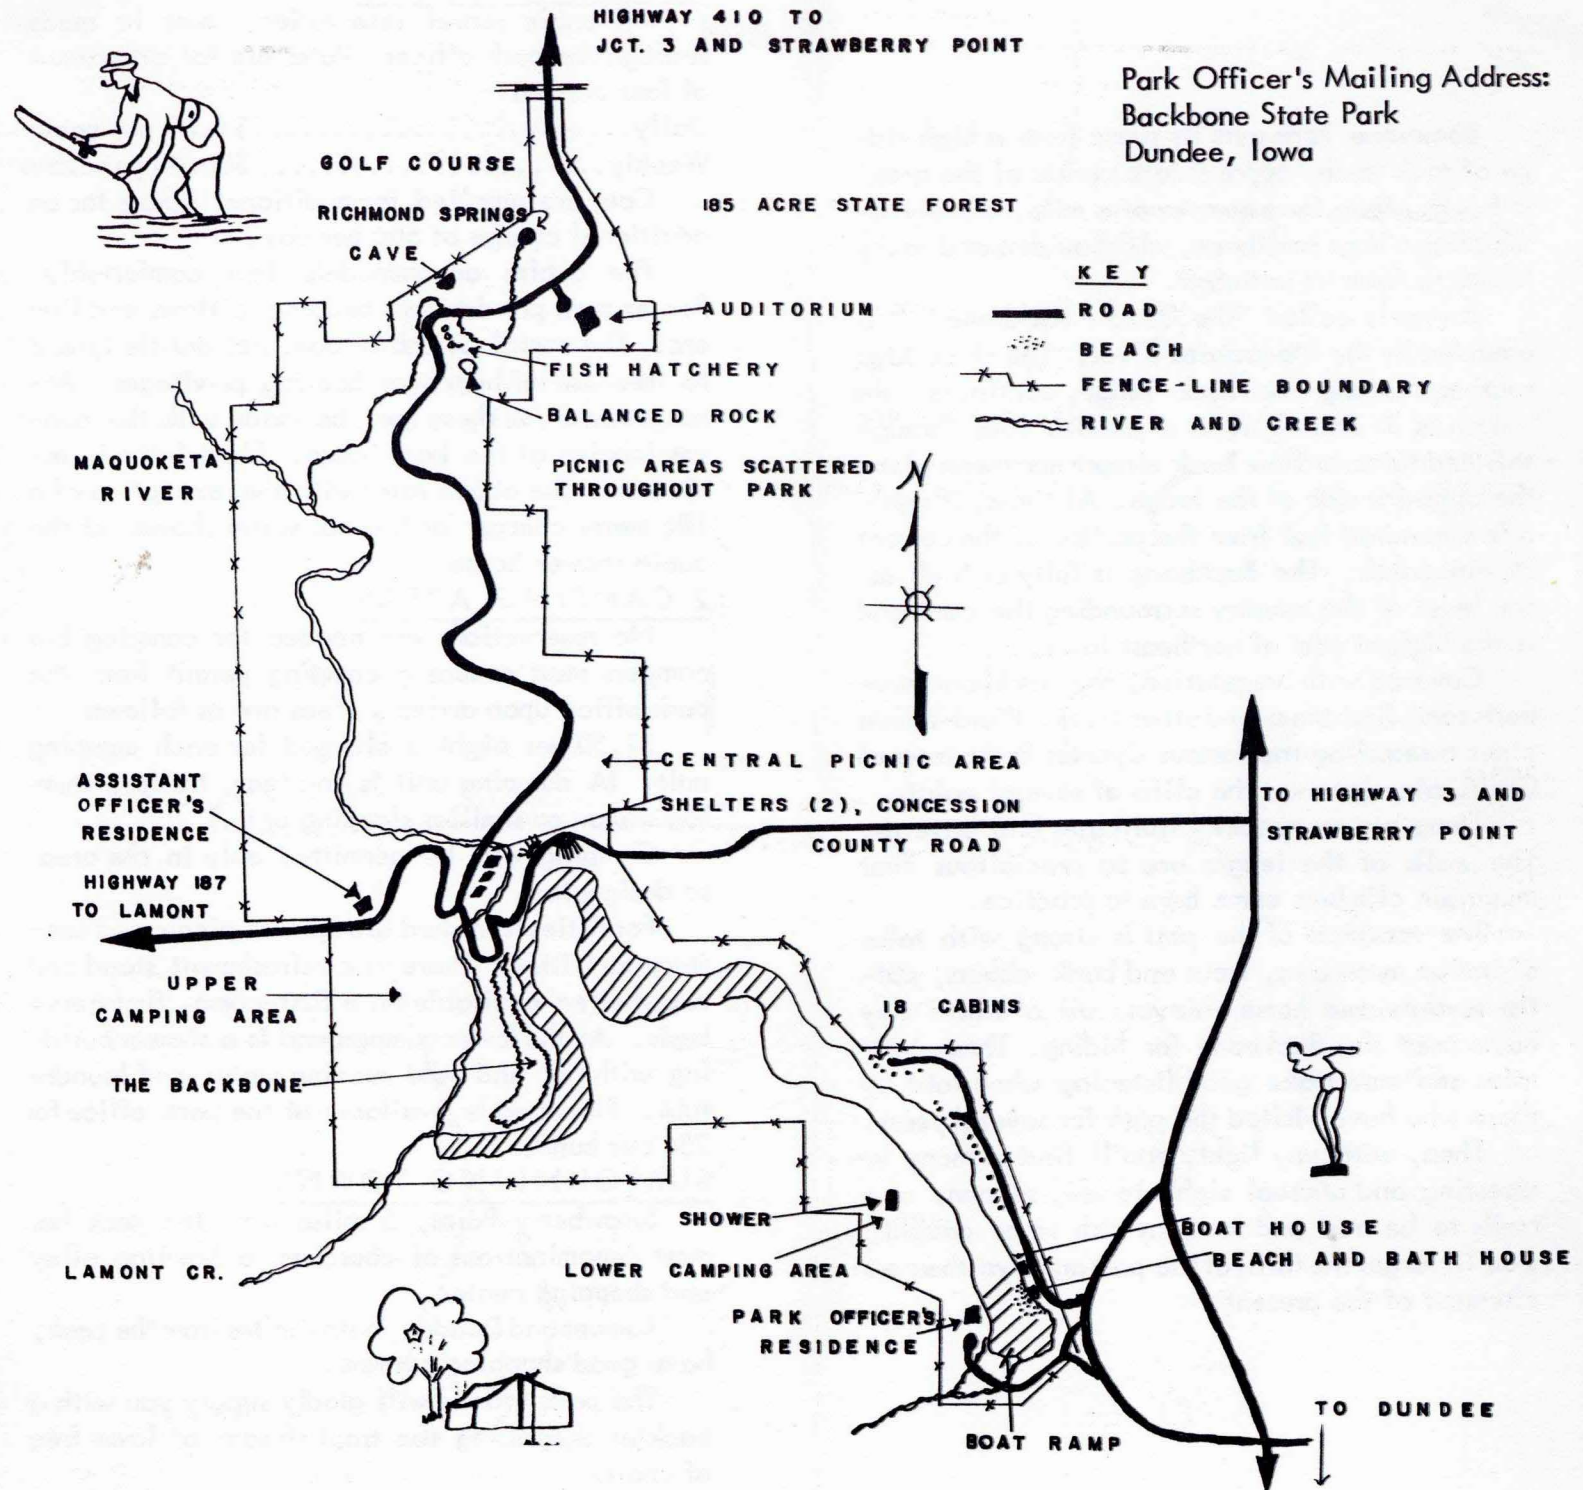 HIGHWAY 410 TO
JCT. 3 AND STRAWBERRY POINT
Park Officer's Mailing Address:
Backbone State Park
Dundee, Iowa
GOLF COURSE
185 ACRE STATE FOREST
RICHMOND SPRINGS
CAVE
KEY
ROAD
BEACH
FENCE-LINE BOUNDARY
RIVER AND CREEK
AUDITORIUM
FISH HATCHERY
BALANCED ROCK
MAQUOKETA
RIVER
PICNIC AREAS SCATTERED
THROUGHOUT PARK
N
CENTRAL PICNIC AREA
SHELTERS (2), CONCESSION
COUNTY ROAD
TO HIGHWAY 3 AND
STRAWBERRY POINT
ASSISTANT
OFFICER'S
RESIDENCE
HIGHWAY 187
TO LAMONT
UPPER
CAMPING AREA
18 CABINS
THE BACKBONE
SHOWER
BOAT HOUSE
BEACH AND BATH HOUSE
LAMONT CR.
LOWER CAMPING AREA
PARK OFFICER'S
RESIDENCE
TO DUNDEE
BOAT RAMP